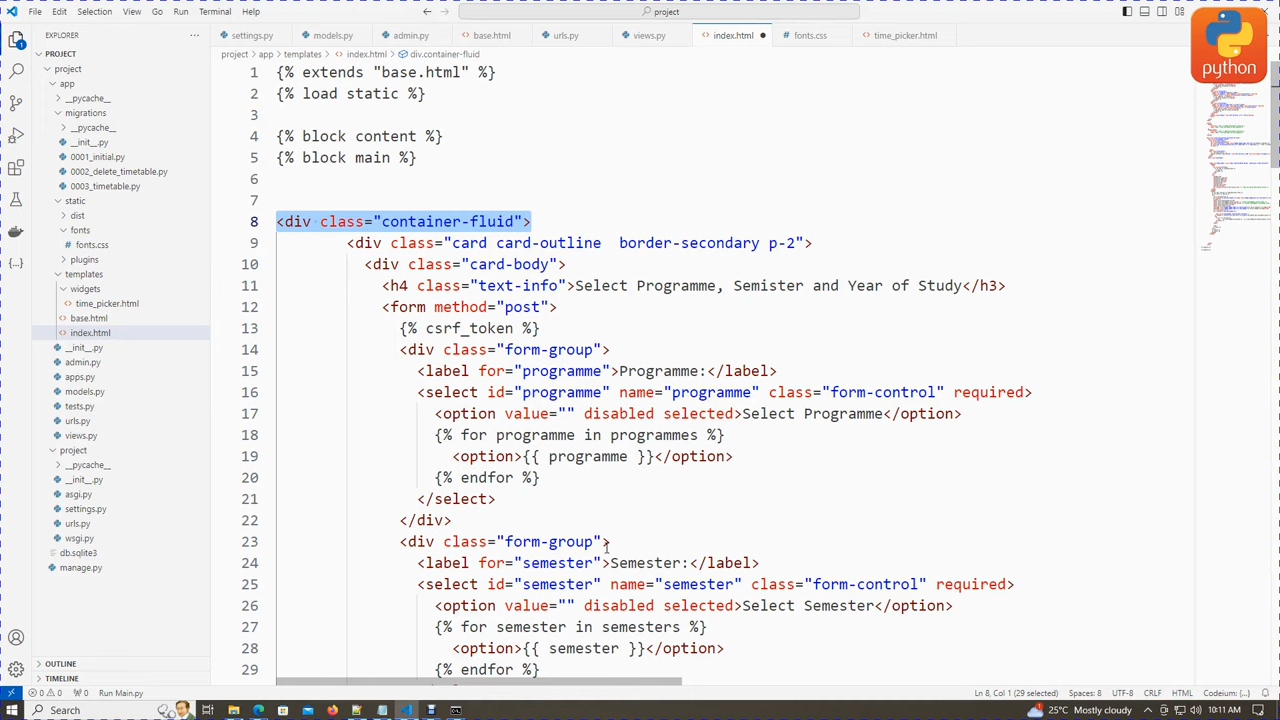 File Edit Selection View Go Run Terminal Help
project
EXPLORER
settings.py models.py admin.py base.html urls.py views.py index.html fonts.css time_picker.html
python
PROJECT
project > app > templates > index.html > div.container-fluid
project
app
__pycache__
migrations
__pycache__
__init__.py
0001_initial.py
0002_delete_timetable.py
0003_timetable.py
static
dist
fonts
fonts.css
plugins
templates
widgets
time_picker.html
base.html
index.html
__init__.py
admin.py
apps.py
models.py
tests.py
urls.py
views.py
project
__pycache__
__init__.py
asgi.py
settings.py
urls.py
wsgi.py
db.sqlite3
manage.py
OUTLINE
TIMELINE
1 {% extends "base.html" %}
2 {% load static %}
3
4 {% block content %}
5 {% block main %}
6
7
8 <div class="container-fluid">
9 <div class="card card-outline  border-secondary p-2">
10 <div class="card-body">
11 <h4 class="text-info">Select Programme, Semister and Year of Study</h3>
12 <form method="post">
13 {% csrf_token %}
14 <div class="form-group">
15 <label for="programme">Programme:</label>
16 <select id="programme" name="programme" class="form-control" required>
17 <option value="" disabled selected>Select Programme</option>
18 {% for programme in programmes %}
19 <option>{{ programme }}</option>
20 {% endfor %}
21 </select>
22 </div>
23 <div class="form-group">
24 <label for="semester">Semester:</label>
25 <select id="semester" name="semester" class="form-control" required>
26 <option value="" disabled selected>Select Semester</option>
27 {% for semester in semesters %}
28 <option>{{ semester }}</option>
29 {% endfor %}
0 0 0 Run Main.py Ln 8, Col 1 (29 selected) Spaces: 8 UTF-8 CRLF HTML Codeium: {...}
Search 25°C Mostly cloudy 10:11 AM